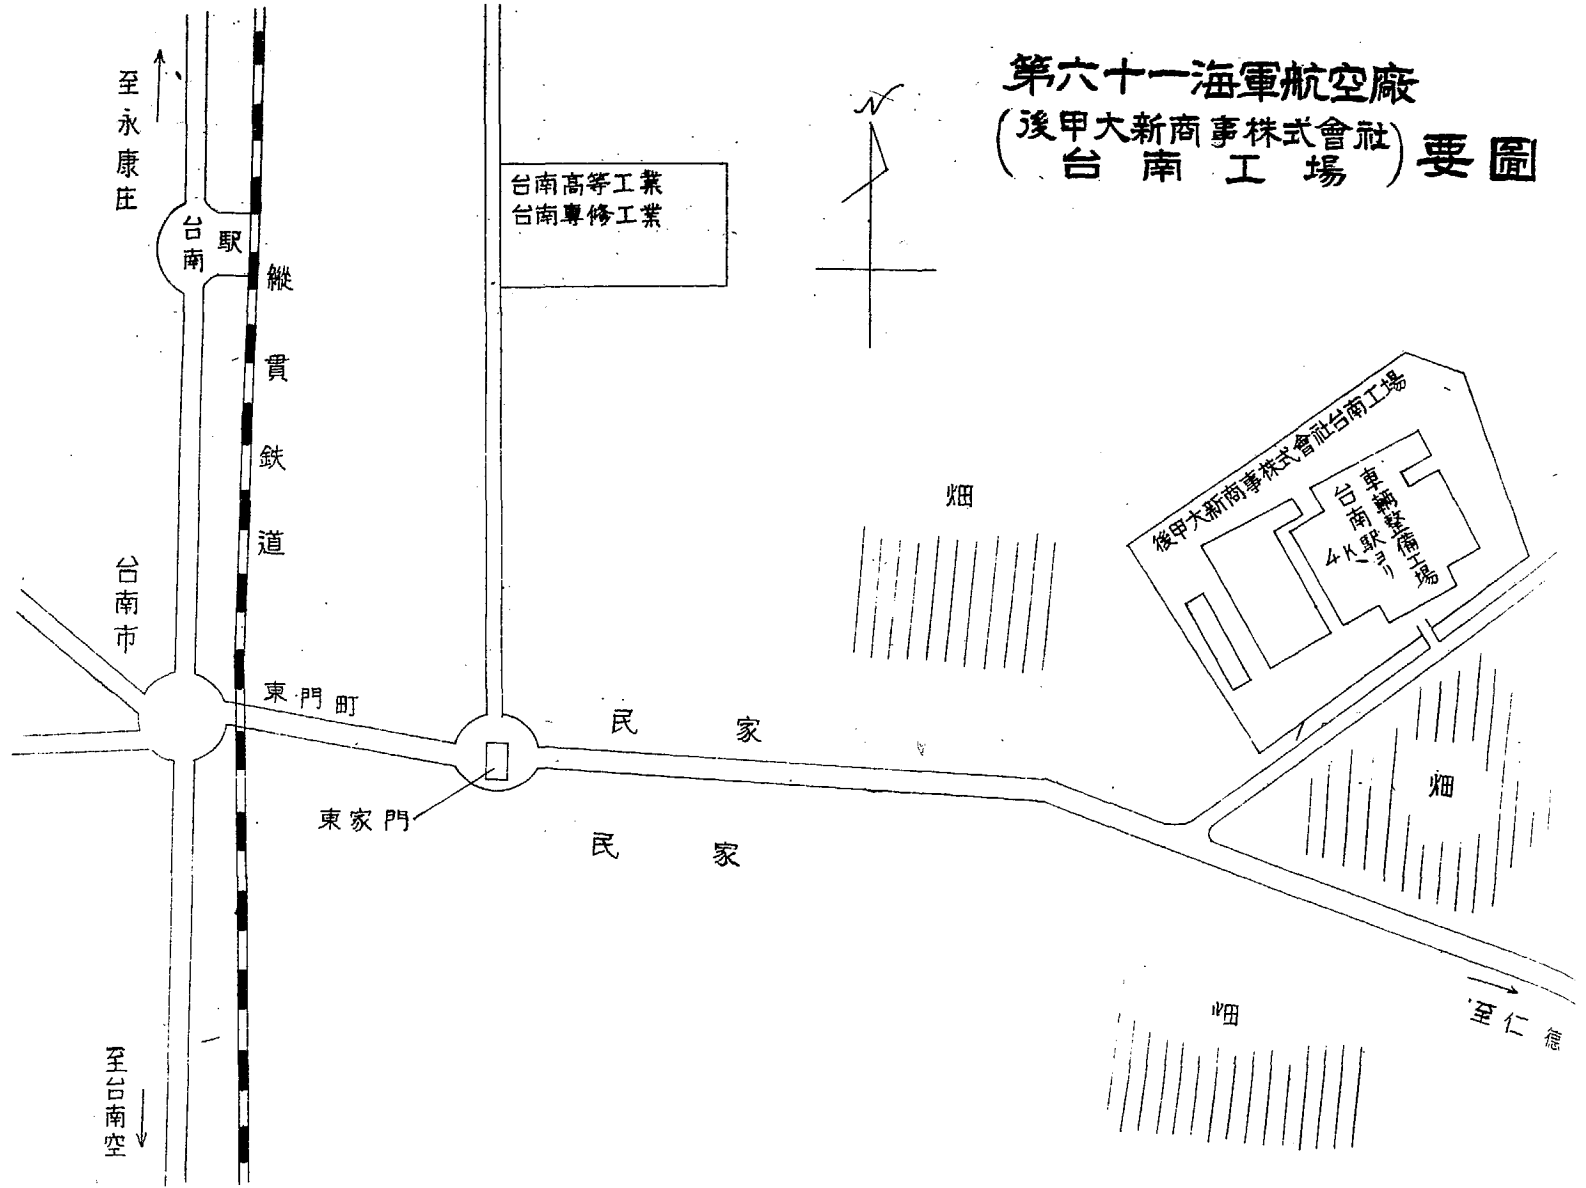 第六十一海軍航空廠
(後甲大新商事株式會社
台南工場)要圖
N
至永康庄
台南駅
縦貫鉄道
台南高等工業
台南專修工業
後甲大新商事株式會社台南工場
車輌整備工場
台南駅ヨリ
4K
畑
台南市
東門町
民家
東家門
民家
畑
畑
至仁德
至台南空